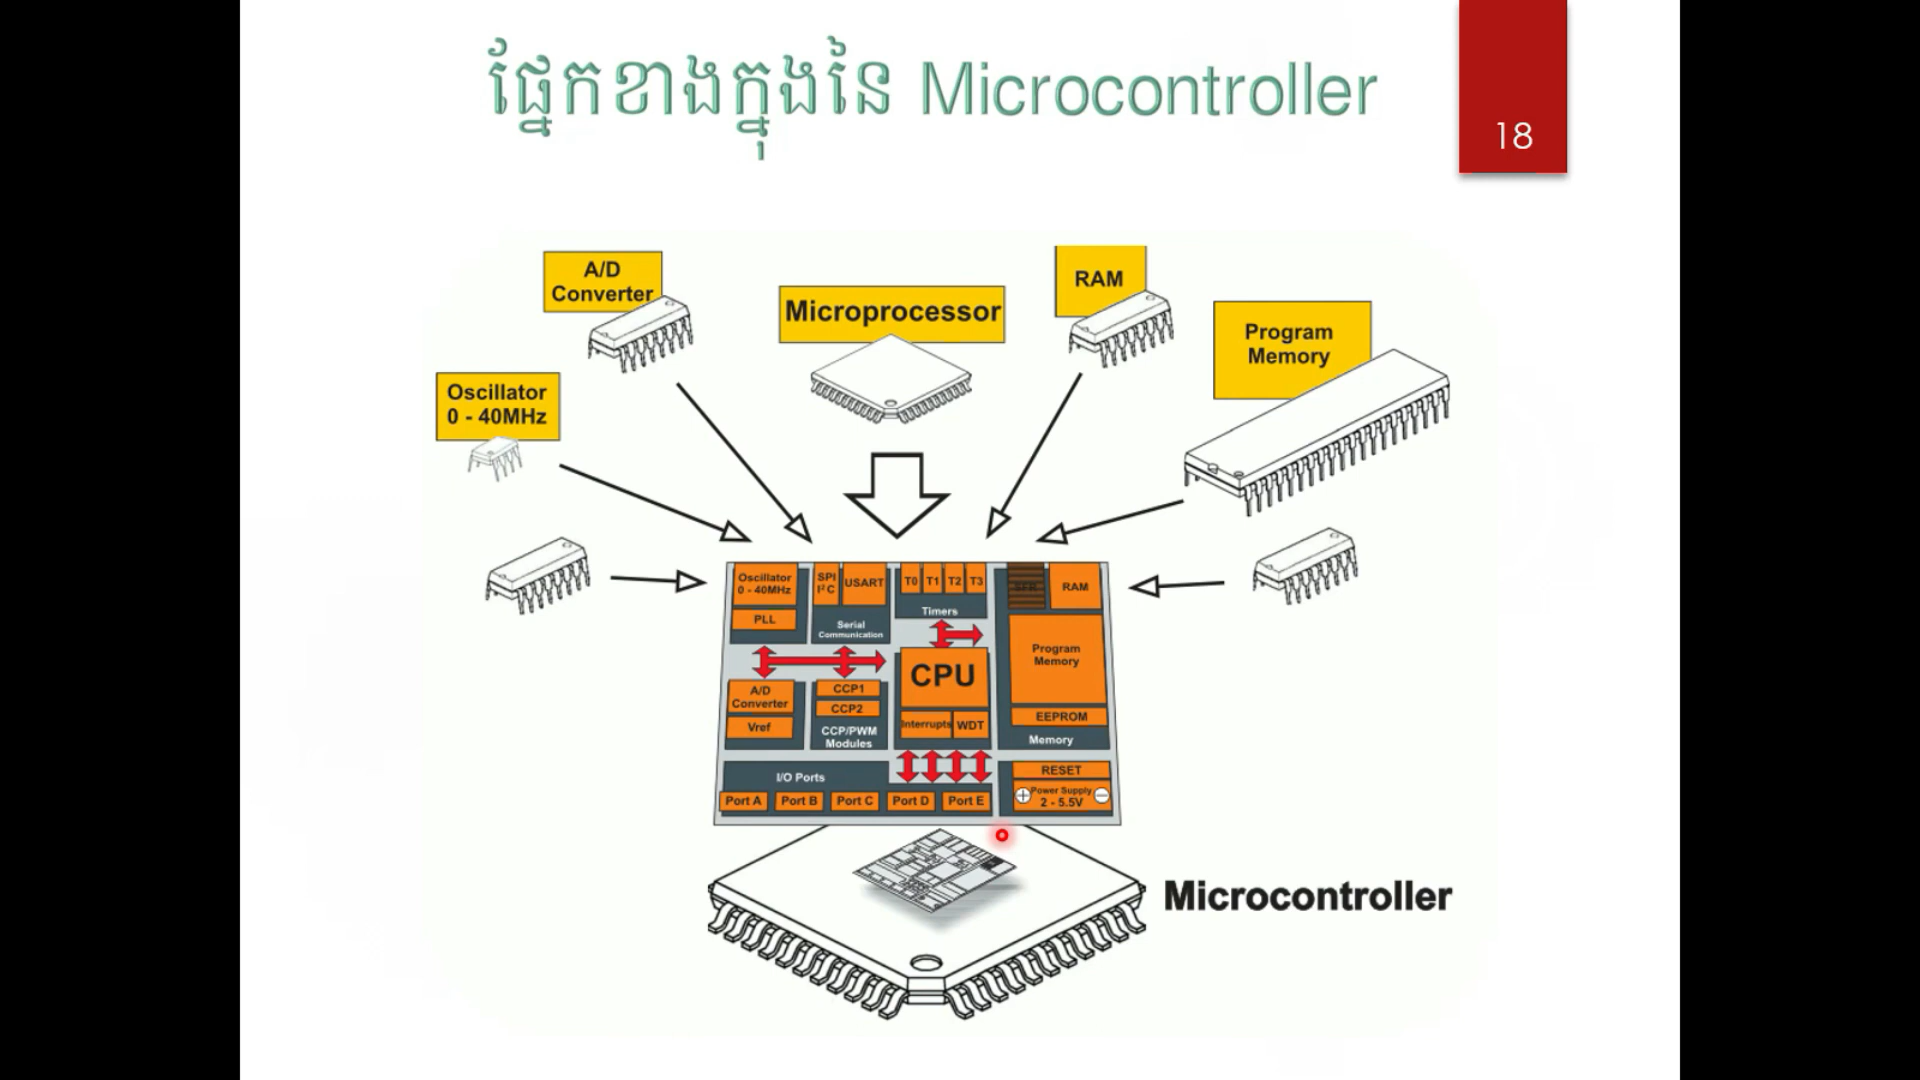 ផ្នែកខាងក្នុងនៃ Microcontroller
18
A/D
Converter
Microprocessor
RAM
Program
Memory
Oscillator
0 - 40MHz
Oscillator
0 - 40MHz
PLL
SPI
I²C
USART
Serial
Communication
T0 T1 T2 T3
Timers
SFR
RAM
Program
Memory
EEPROM
Memory
A/D
Converter
Vref
CCP1
CCP2
CCP/PWM
Modules
CPU
Interrupts WDT
I/O Ports
Port A Port B Port C Port D Port E
RESET
+ Power Supply −
2 - 5.5V
Microcontroller